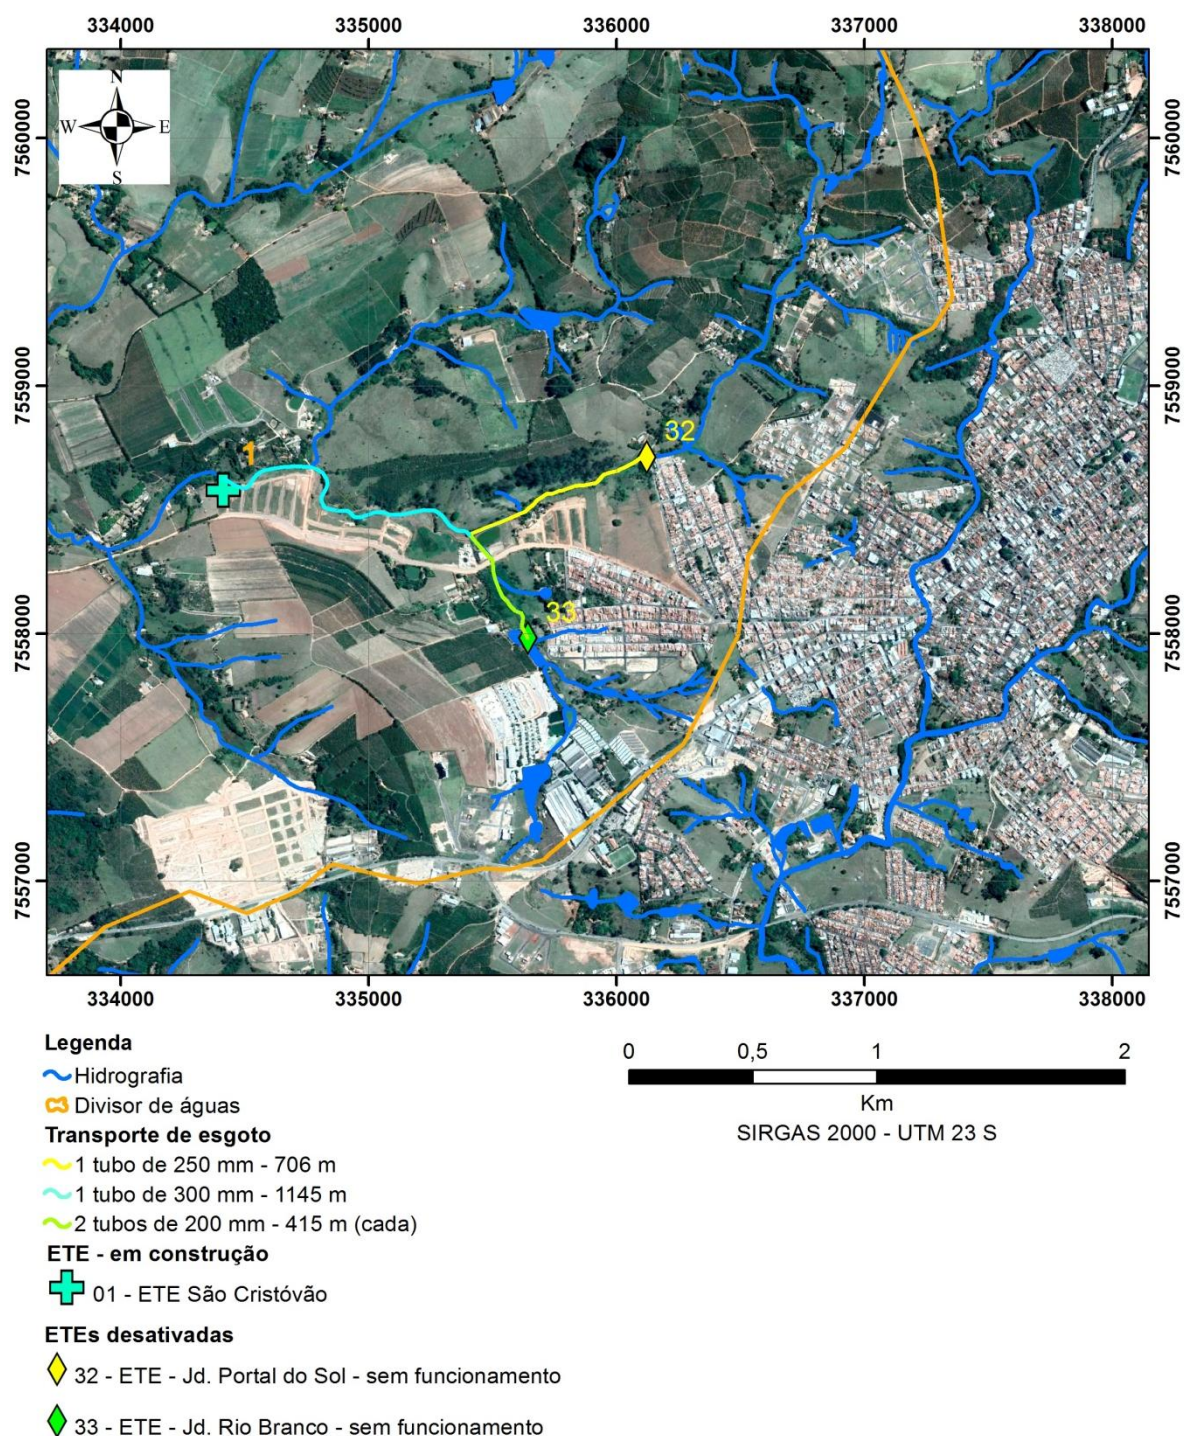 334000 335000 336000 337000 338000
N
W E
S
7560000 7560000
7559000 7559000
7558000 7558000
7557000 7557000
32
1
33
334000 335000 336000 337000 338000
Legenda
Hidrografia
Divisor de águas
Transporte de esgoto
1 tubo de 250 mm - 706 m
1 tubo de 300 mm - 1145 m
2 tubos de 200 mm - 415 m (cada)
ETE - em construção
01 - ETE São Cristóvão
ETEs desativadas
32 - ETE - Jd. Portal do Sol - sem funcionamento
33 - ETE - Jd. Rio Branco - sem funcionamento
0 0,5 1 2
Km
SIRGAS 2000 - UTM 23 S